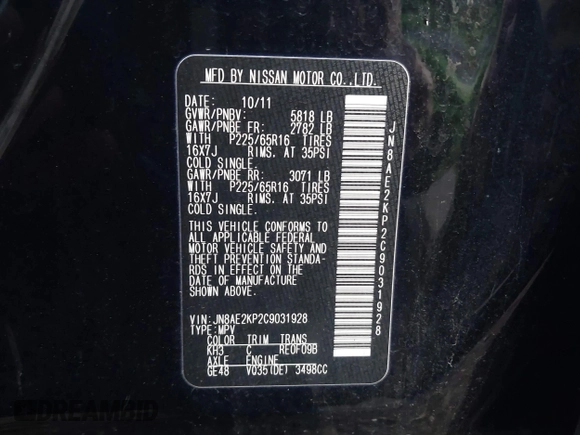 MFD BY NISSAN MOTOR CO.,LTD.
DATE: 10/11
GVWR/PNBV: 5818 LB
GAWR/PNBE FR: 2782 LB
WITH P225/65R16 TIRES
16X7J RIMS. AT 35PSI
COLD SINGLE.
GAWR/PNBE RR: 3071 LB
WITH P225/65R16 TIRES
16X7J RIMS. AT 35PSI
COLD SINGLE.
THIS VEHICLE CONFORMS TO
ALL APPLICABLE FEDERAL
MOTOR VEHICLE SAFETY AND
THEFT PREVENTION STANDA-
RDS IN EFFECT ON THE
DATE OF MANUFACTURE
SHOWN ABOVE.
VIN:JN8AE2KP2C9031928
TYPE:MPV
COLOR TRIM TRANS
KH3 C RE0F09B
AXLE ENGINE
GE48 VQ35(DE) 3498CC
JN8AE2KP2C9031928
DREAMAID